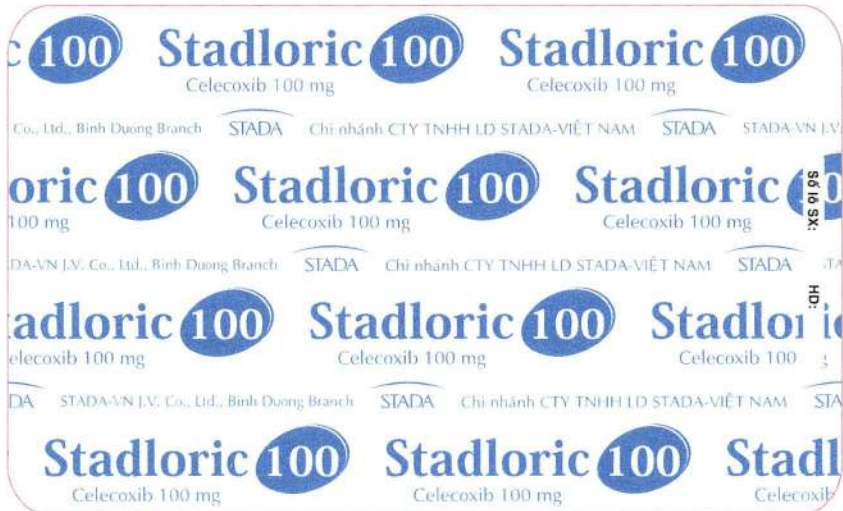 c 100 Stadloric 100 Stadloric 100
Celecoxib 100 mg Celecoxib 100 mg
Co., Ltd., Binh Duong Branch STADA Chi nhánh CTY TNHH LD STADA-VIỆT NAM STADA STADA-VN J.V.
oric 100 Stadloric 100 Stadloric 10
100 mg Celecoxib 100 mg Celecoxib 100 mg
Số lô SX:
DA-VN J.V. Co., Ltd., Binh Duong Branch STADA Chi nhánh CTY TNHH LD STADA-VIỆT NAM STADA TA
HD:
adloric 100 Stadloric 100 Stadloric
elecoxib 100 mg Celecoxib 100 mg Celecoxib 100
DA STADA-VN J.V. Co., Ltd., Binh Duong Branch STADA Chi nhánh CTY TNHH LD STADA-VIỆT NAM STA
Stadloric 100 Stadloric 100 Stadl
Celecoxib 100 mg Celecoxib 100 mg Celecoxib